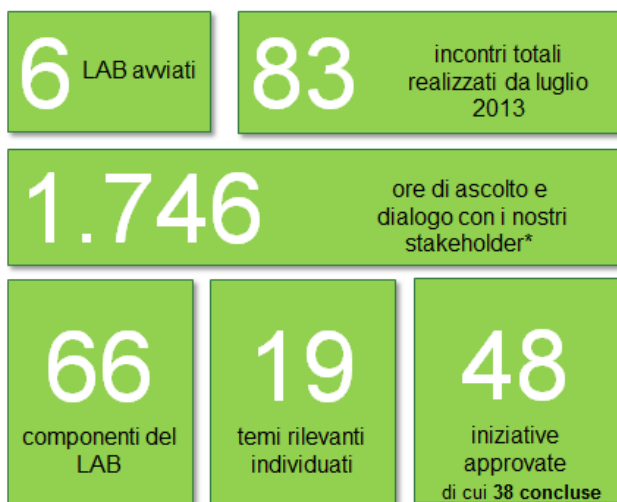 6 LAB avviati
83 incontri totali
realizzati da luglio
2013
1.746 ore di ascolto e
dialogo con i nostri
stakeholder*
66
componenti del
LAB
19
temi rilevanti
individuati
48
iniziative
approvate
di cui 38 concluse